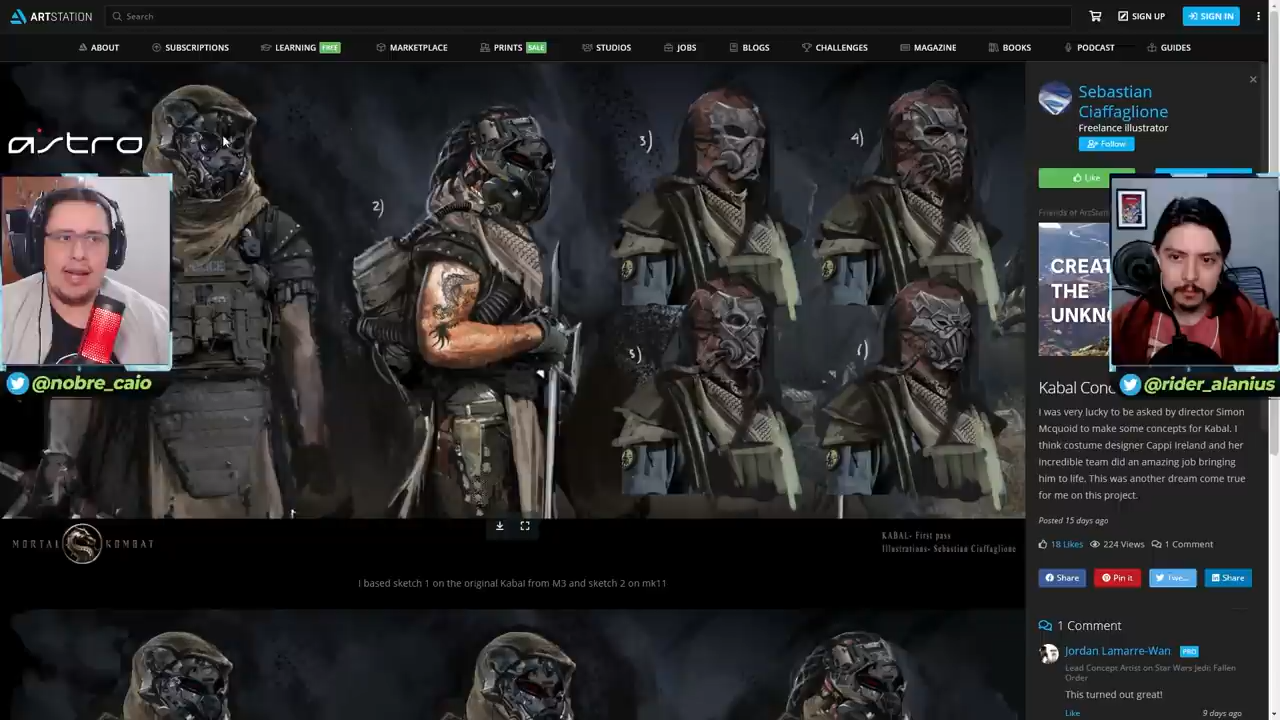 ARTSTATION
Search
SIGN UP
SIGN IN
ABOUT
SUBSCRIPTIONS
LEARNING FREE
MARKETPLACE
PRINTS SALE
STUDIOS
JOBS
BLOGS
CHALLENGES
MAGAZINE
BOOKS
PODCAST
GUIDES
astro
@nobre_caio
POLICE
2)
3)
4)
5)
MORTAL KOMBAT
KABAL- First pass
Illustrations- Sebastian Ciaffaglione
I based sketch 1 on the original Kabal from M3 and sketch 2 on mk11
Sebastian
Ciaffaglione
Freelance illustrator
Follow
Like
Friends of ArtStati
CREAT
THE
UNKN
@rider_alanius
Kabal Conc
I was very lucky to be asked by director Simon
Mcquoid to make some concepts for Kabal. I
think costume designer Cappi Ireland and her
incredible team did an amazing job bringing
him to life. This was another dream come true
for me on this project.
Posted 15 days ago
18 Likes 224 Views 1 Comment
Share
Pin it
Twe...
Share
1 Comment
Jordan Lamarre-Wan PRO
Lead Concept Artist on Star Wars Jedi: Fallen
Order
This turned out great!
Like
9 days ago